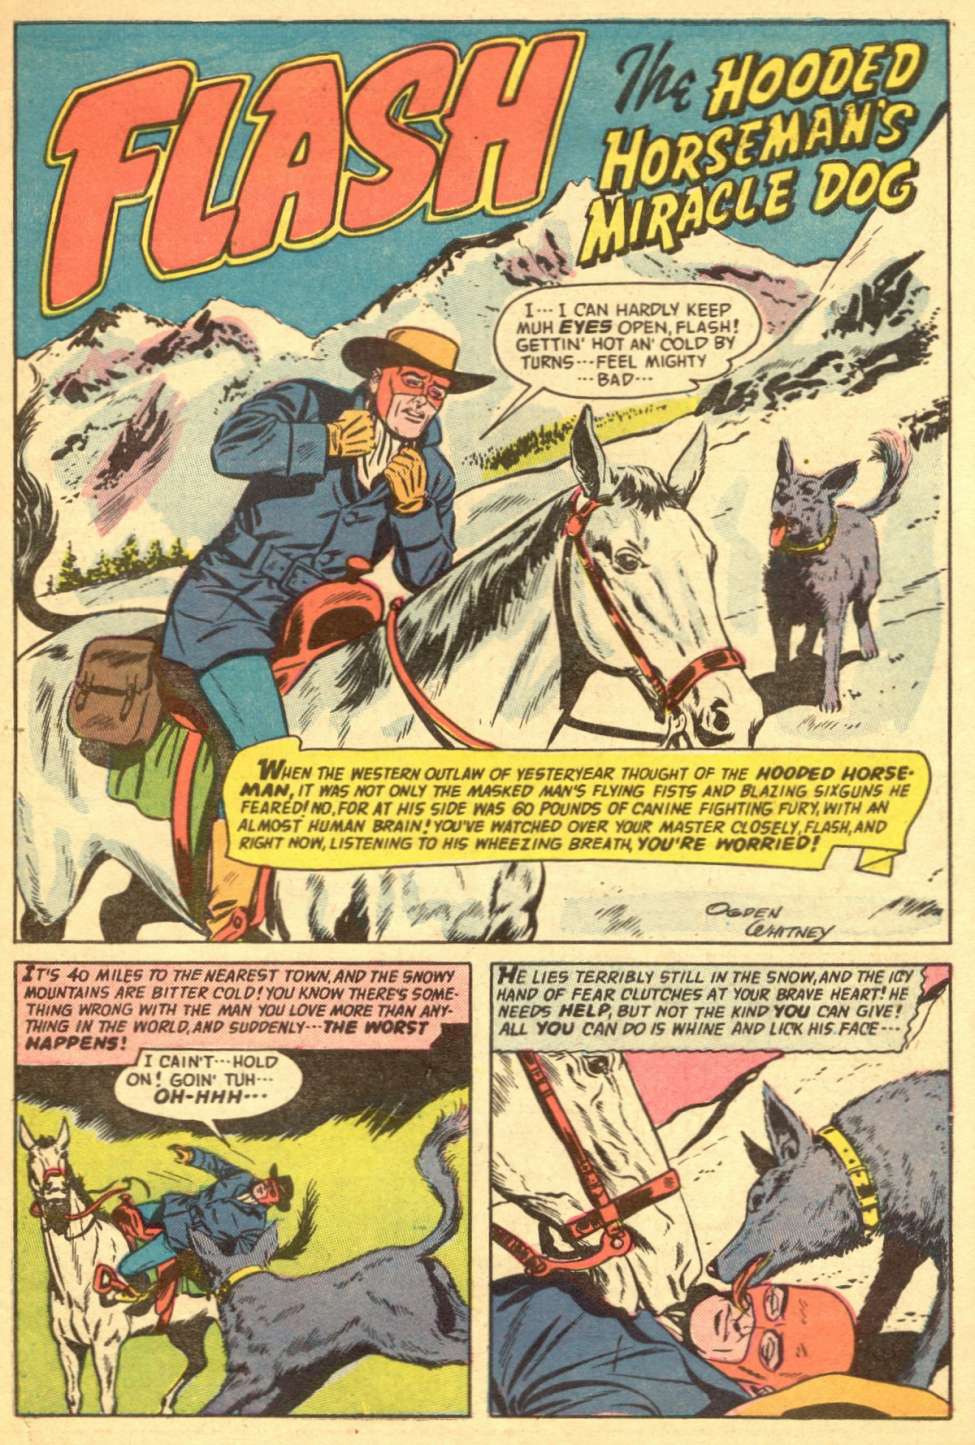 FLASH
The HOODED
HORSEMAN'S
MIRACLE DOG
I--- I CAN HARDLY KEEP
MUH EYES OPEN, FLASH!
GETTIN' HOT AN' COLD BY
TURNS---FEEL MIGHTY
---BAD---
WHEN THE WESTERN OUTLAW OF YESTERYEAR THOUGHT OF THE HOODED HORSE-
MAN, IT WAS NOT ONLY THE MASKED MAN'S FLYING FISTS AND BLAZING SIXGUNS HE
FEARED! NO, FOR AT HIS SIDE WAS 60 POUNDS OF CANINE FIGHTING FURY, WITH AN
ALMOST HUMAN BRAIN! YOU'VE WATCHED OVER YOUR MASTER CLOSELY, FLASH, AND
RIGHT NOW, LISTENING TO HIS WHEEZING BREATH, YOU'RE WORRIED!
OGDEN
WHITNEY
IT'S 40 MILES TO THE NEAREST TOWN, AND THE SNOWY
MOUNTAINS ARE BITTER COLD! YOU KNOW THERE'S SOME-
THING WRONG WITH THE MAN YOU LOVE MORE THAN ANY-
THING IN THE WORLD, AND SUDDENLY---THE WORST
HAPPENS!
I CAIN'T---HOLD
ON! GOIN' TUH---
OH-HHH---
HE LIES TERRIBLY STILL IN THE SNOW, AND THE ICY
HAND OF FEAR CLUTCHES AT YOUR BRAVE HEART! HE
NEEDS HELP, BUT NOT THE KIND YOU CAN GIVE!
ALL YOU CAN DO IS WHINE AND LICK HIS FACE---